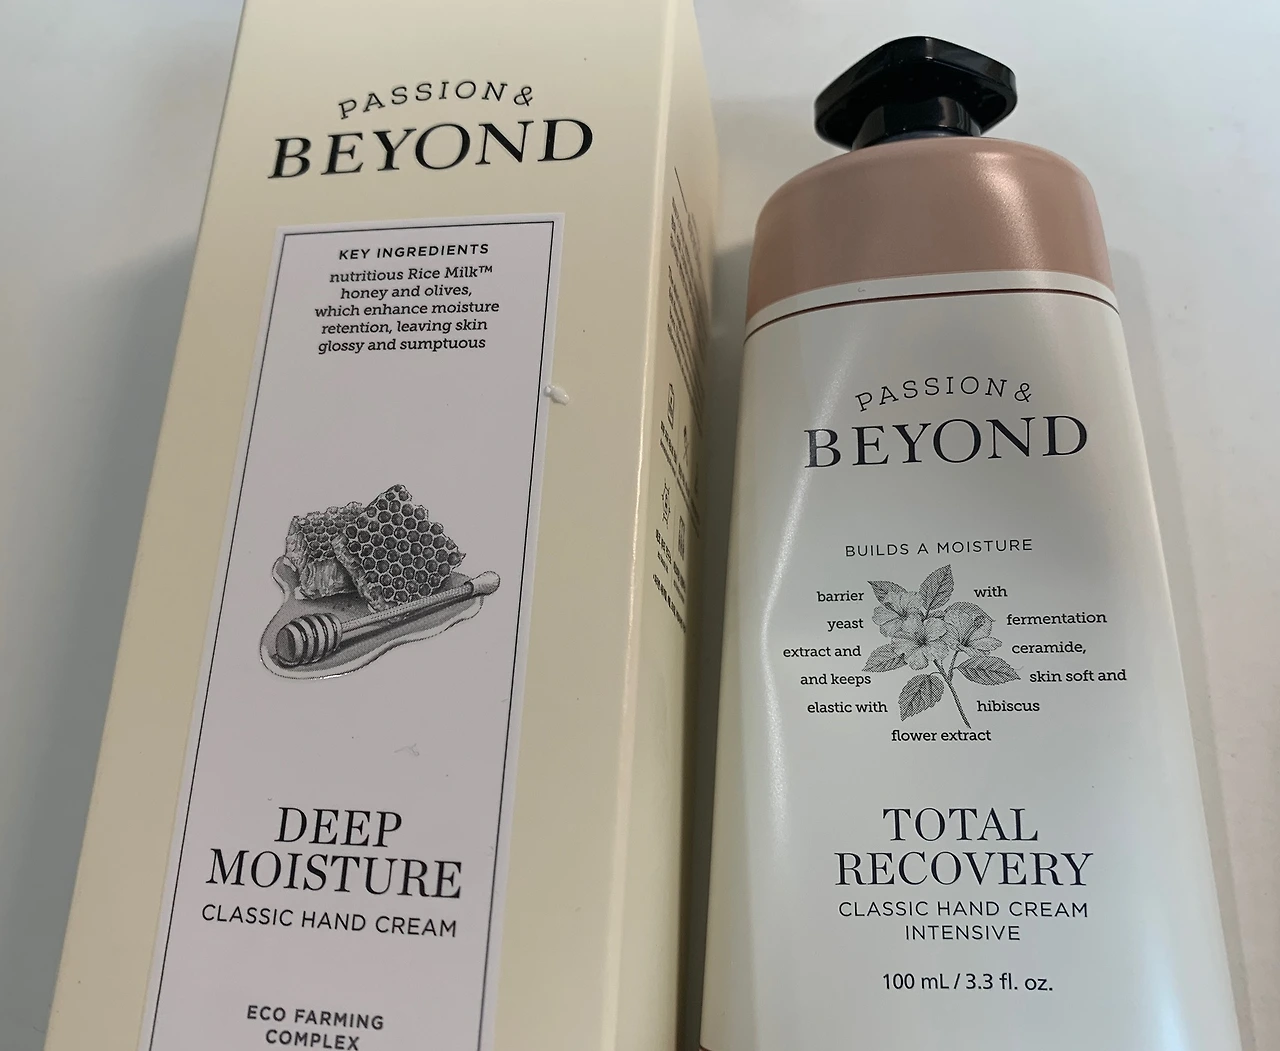 PASSION &
BEYOND
KEY INGREDIENTS
nutritious Rice Milk™
honey and olives,
which enhance moisture
retention, leaving skin
glossy and sumptuous
DEEP
MOISTURE
CLASSIC HAND CREAM
ECO FARMING
COMPLEX
PASSION &
BEYOND
BUILDS A MOISTURE
barrier with
yeast fermentation
extract and ceramide,
and keeps skin soft and
elastic with hibiscus
flower extract
TOTAL
RECOVERY
CLASSIC HAND CREAM
INTENSIVE
100 mL / 3.3 fl. oz.